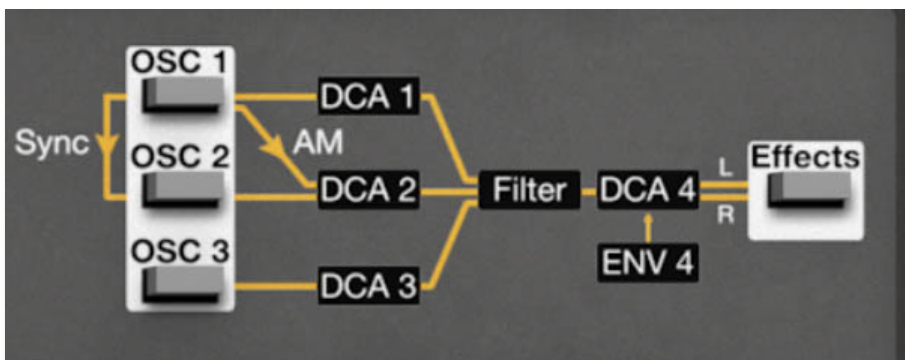 OSC 1
DCA 1
Sync
AM
OSC 2
DCA 2
Filter
DCA 4
L
R
Effects
ENV 4
OSC 3
DCA 3